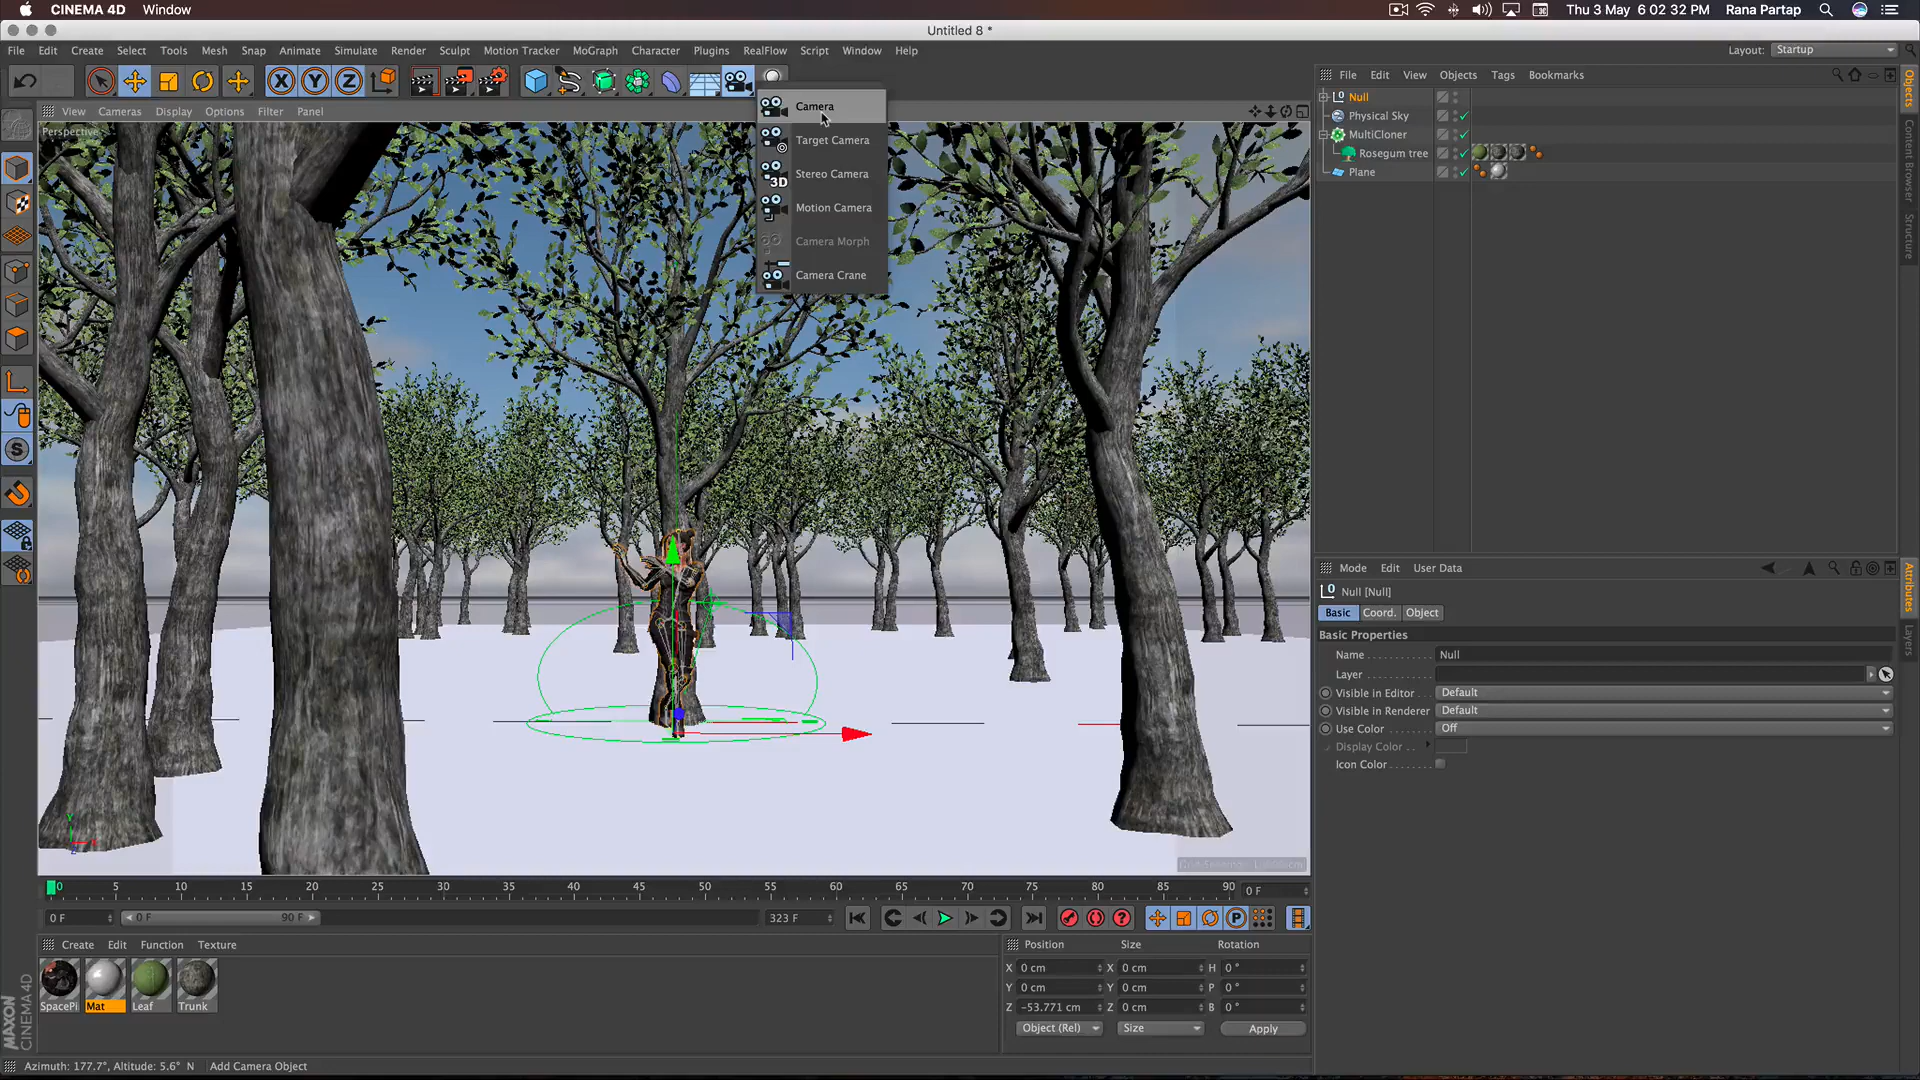 CINEMA 4D Window Thu 3 May 6 02 32 PM Rana Partap
Untitled 8 *
File Edit Create Select Tools Mesh Snap Animate Simulate Render Sculpt Motion Tracker MoGraph Character Plugins RealFlow Script Window Help Layout: Startup
X Y Z
File Edit View Objects Tags Bookmarks
View Cameras Display Options Filter Panel
Perspective
Camera
Target Camera
Stereo Camera
3D
Motion Camera
Camera Morph
Camera Crane
Null
Physical Sky
MultiCloner
Rosegum tree
Plane
Objects
Content Browser
Structure
Mode Edit User Data
Null [Null]
Basic Coord. Object
Basic Properties
Name Null
Layer
Visible in Editor Default
Visible in Renderer Default
Use Color Off
Display Color
Icon Color
Attributes
Layers
0 5 10 15 20 25 30 35 40 45 50 55 60 65 70 75 80 85 90 0 F
0 F 0 F 90 F 323 F
Create Edit Function Texture
SpacePi Mat Leaf Trunk
Position Size Rotation
X 0 cm X 0 cm H 0 °
Y 0 cm Y 0 cm P 0 °
Z -53.771 cm Z 0 cm B 0 °
Object (Rel) Size Apply
MAXON
CINEMA 4D
Azimuth: 177.7°, Altitude: 5.6° N Add Camera Object